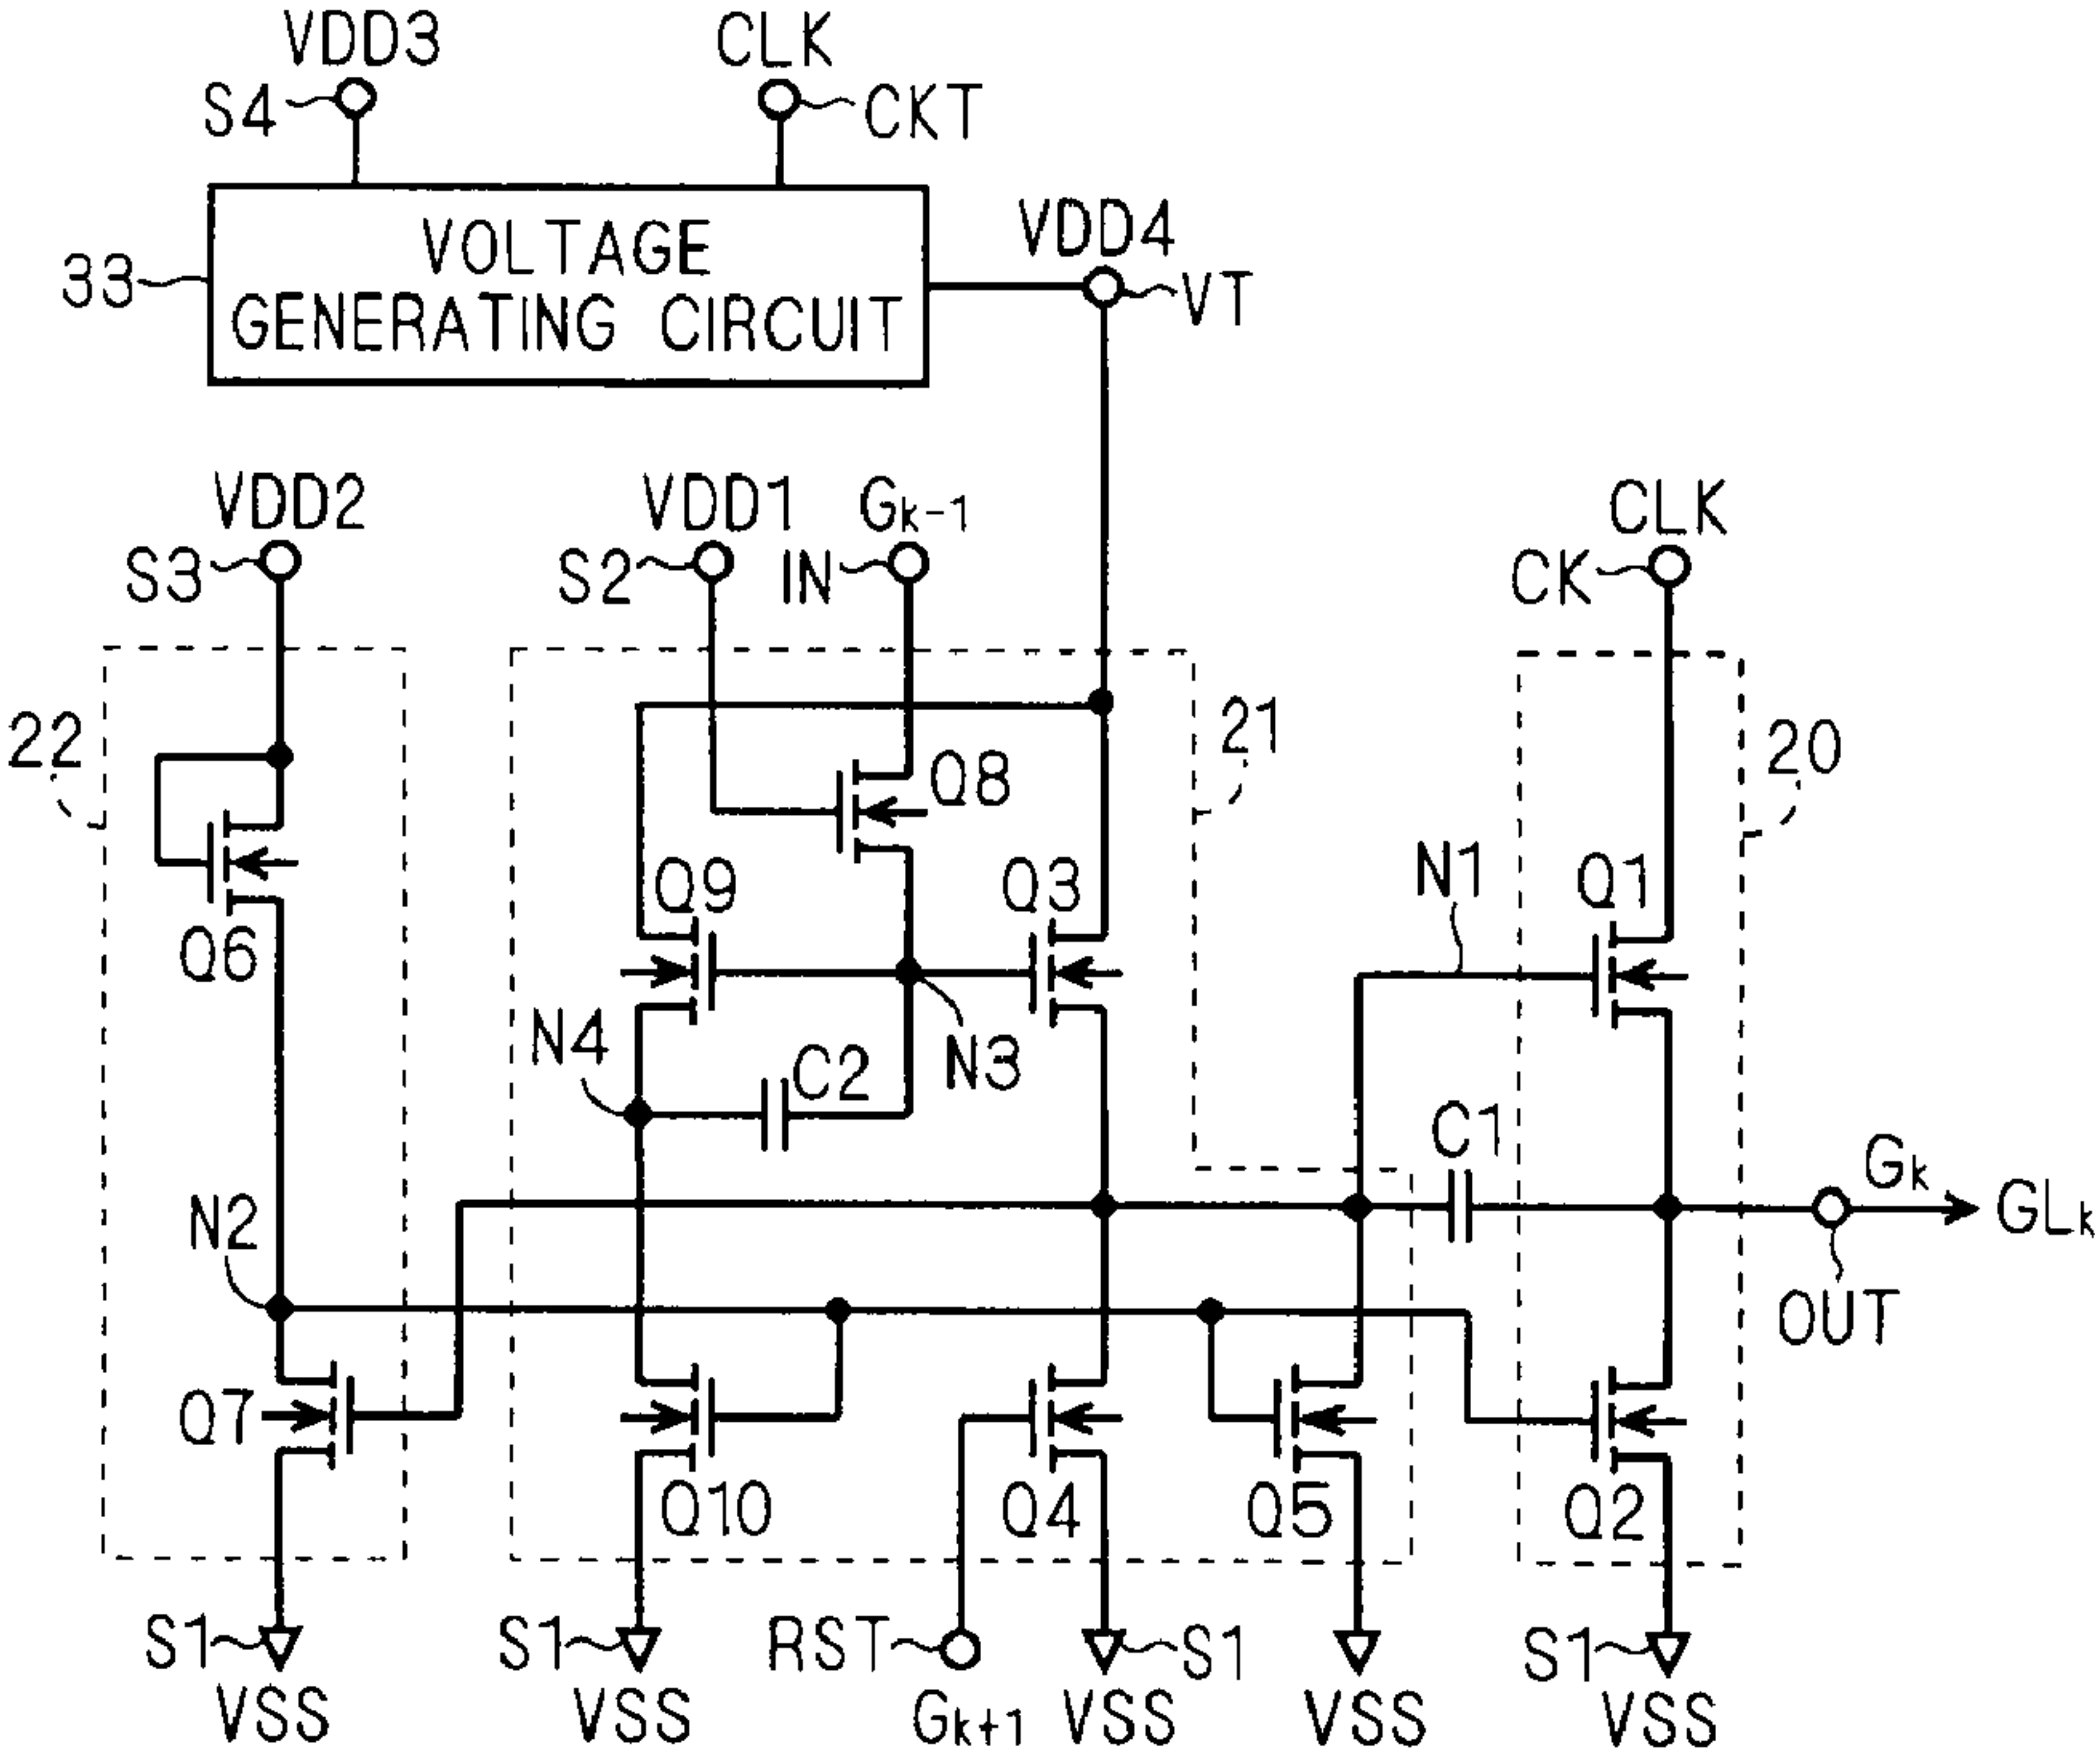 VDD3 CLK
S4 CKT
VOLTAGE
GENERATING CIRCUIT
33
VDD4
VT
VDD2 VDD1 Gk-1 CLK
S3 S2 IN CK
22 21 20
Q8
Q6 Q9 Q3 N1 Q1
N4 C2 N3
C1
N2 Gk GLk
OUT
Q7 Q10 Q4 Q5 Q2
S1 S1 RST S1 S1
VSS VSS Gk+1 VSS VSS VSS